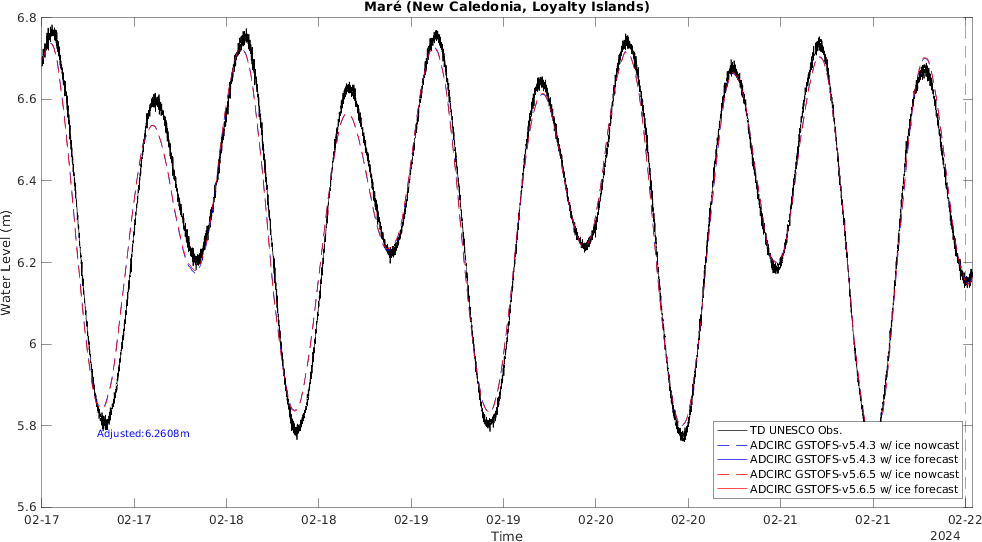 Maré (New Caledonia, Loyalty Islands)
6.8
6.6
6.4
6.2
6
5.8
5.6
Water Level (m)
Adjusted:6.2608m
TD UNESCO Obs.
ADCIRC GSTOFS-v5.4.3 w/ ice nowcast
ADCIRC GSTOFS-v5.4.3 w/ ice forecast
ADCIRC GSTOFS-v5.6.5 w/ ice nowcast
ADCIRC GSTOFS-v5.6.5 w/ ice forecast
02-17 02-17 02-18 02-18 02-19 02-19 02-20 02-20 02-21 02-21 02-22
2024
Time